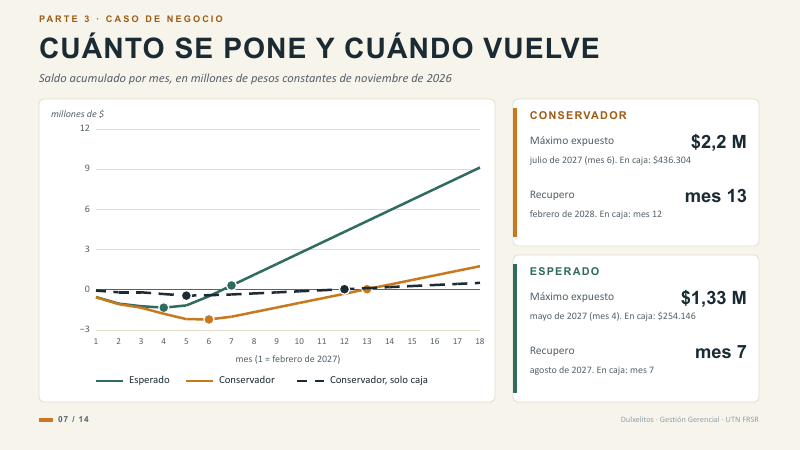 PARTE 3 · CASO DE NEGOCIO
CUÁNTO SE PONE Y CUÁNDO VUELVE
Saldo acumulado por mes, en millones de pesos constantes de noviembre de 2026
millones de $
12
9
6
3
0
−3
1 2 3 4 5 6 7 8 9 10 11 12 13 14 15 16 17 18
mes (1 = febrero de 2027)
Esperado Conservador Conservador, solo caja
CONSERVADOR
Máximo expuesto $2,2 M
julio de 2027 (mes 6). En caja: $436.304
Recupero mes 13
febrero de 2028. En caja: mes 12
ESPERADO
Máximo expuesto $1,33 M
mayo de 2027 (mes 4). En caja: $254.146
Recupero mes 7
agosto de 2027. En caja: mes 7
07 / 14
Dulxelitos · Gestión Gerencial · UTN FRSR